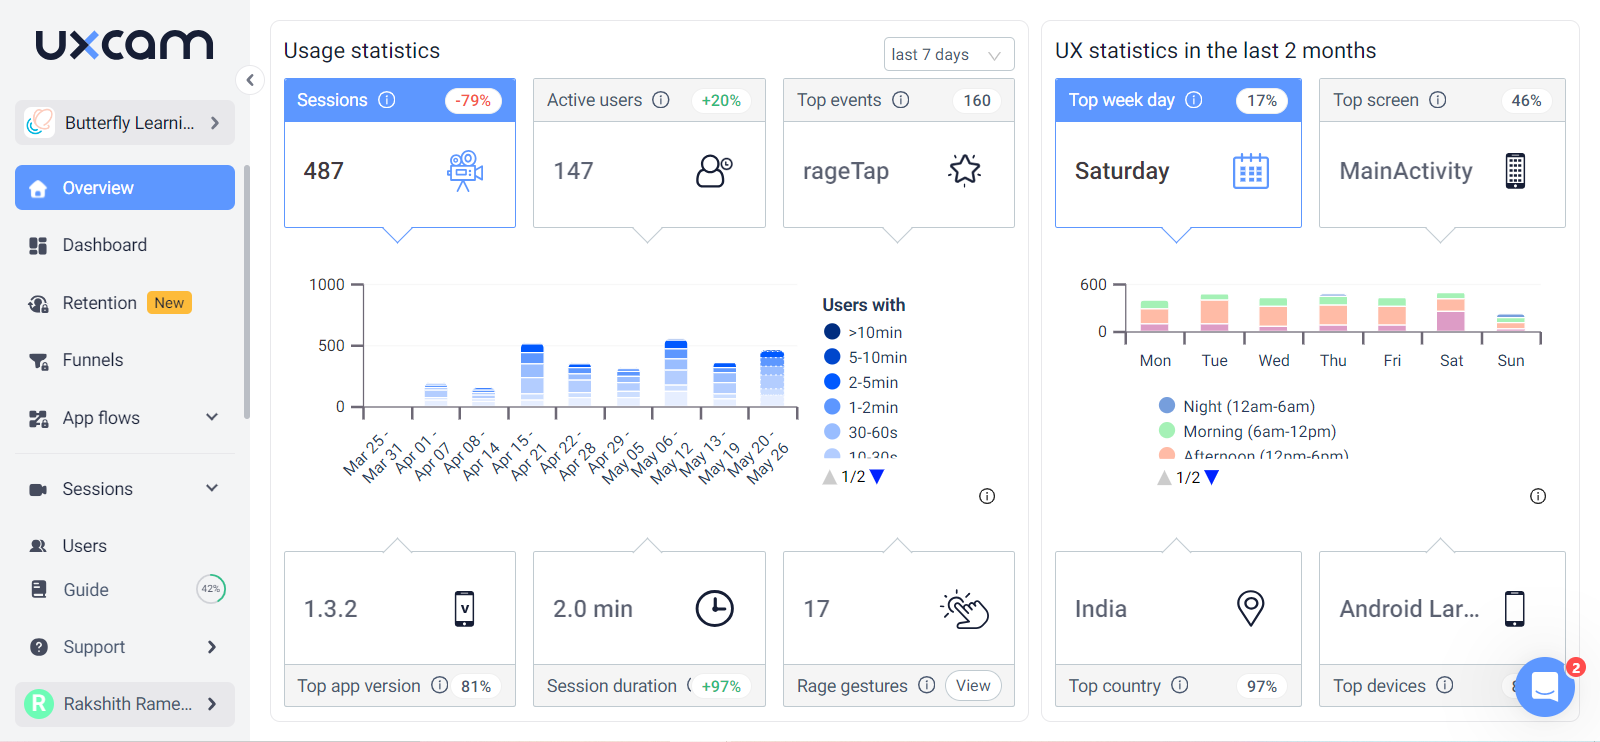 uxcam
Butterfly Learni...
Overview
Dashboard
Retention New
Funnels
App flows
Sessions
Users
Guide 42%
Support
R Rakshith Rame...
Usage statistics
last 7 days
Sessions -79%
487
Active users +20%
147
Top events 160
rageTap
1000
500
0
Mar 25 - Mar 31
Apr 01 - Apr 07
Apr 08 - Apr 14
Apr 15 - Apr 21
Apr 22 - Apr 28
Apr 29 - May 05
May 06 - May 12
May 13 - May 19
May 20 - May 26
Users with
>10min
5-10min
2-5min
1-2min
30-60s
10-30s
1/2
1.3.2
V
Top app version 81%
2.0 min
Session duration +97%
17
Rage gestures View
UX statistics in the last 2 months
Top week day 17%
Saturday
Top screen 46%
MainActivity
600
0
Mon Tue Wed Thu Fri Sat Sun
Night (12am-6am)
Morning (6am-12pm)
Afternoon (12pm-6pm)
1/2
India
Top country 97%
Android Lar...
Top devices
2